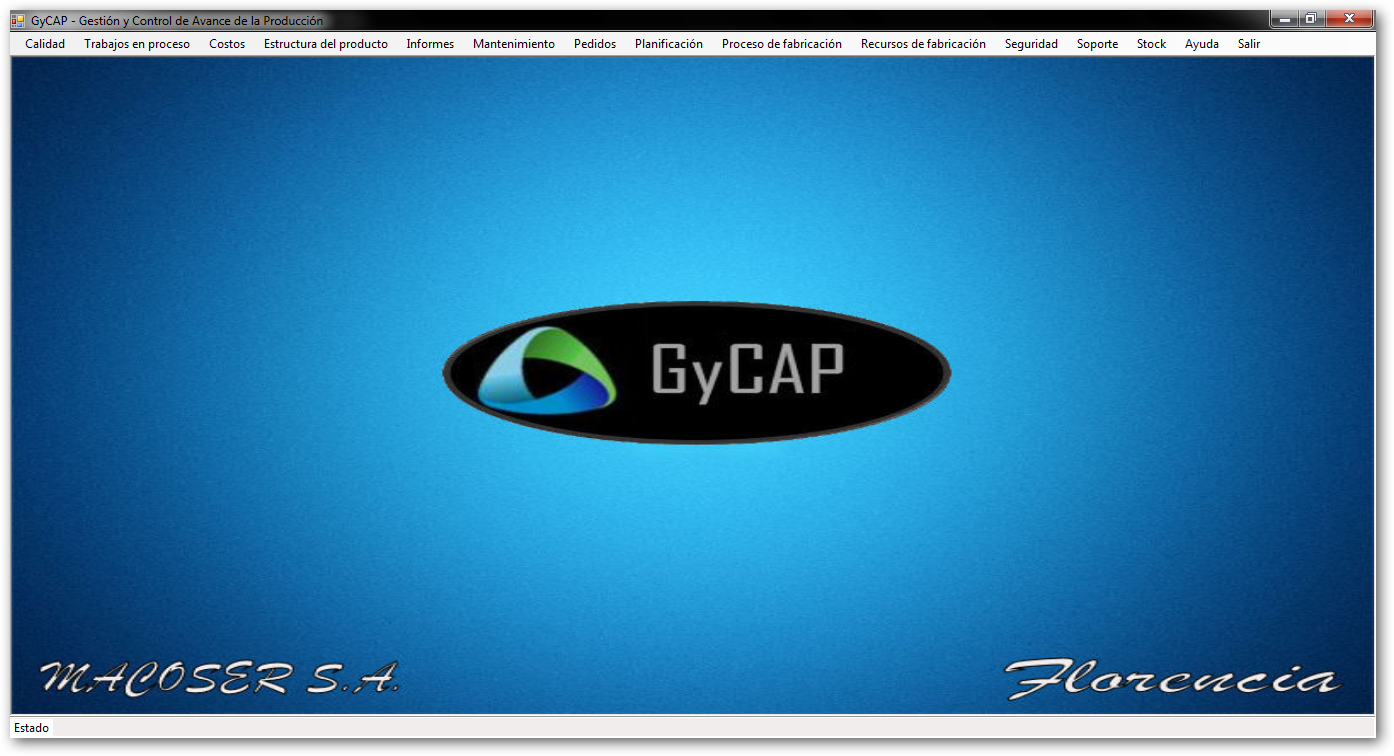 GyCAP - Gestión y Control de Avance de la Producción
Calidad Trabajos en proceso Costos Estructura del producto Informes Mantenimiento Pedidos Planificación Proceso de fabricación Recursos de fabricación Seguridad Soporte Stock Ayuda Salir
GyCAP
MACOSER S.A. Florencia
Estado